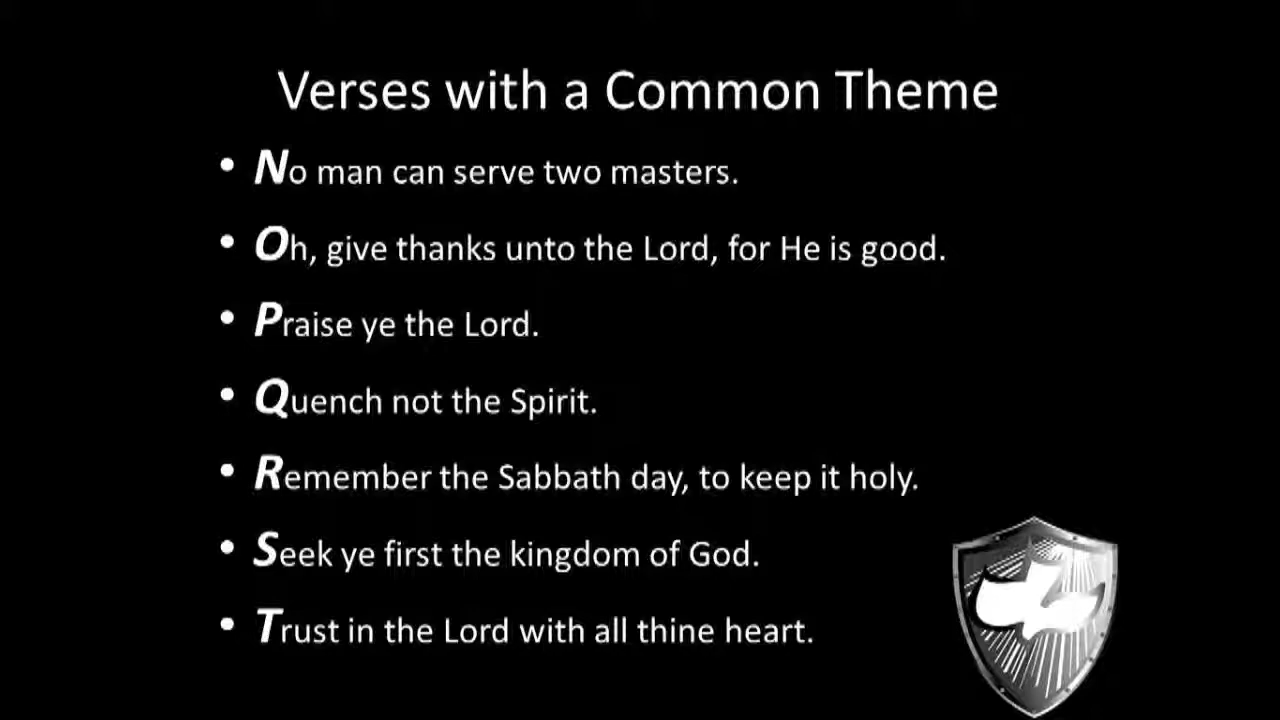 Verses with a Common Theme
• No man can serve two masters.
• Oh, give thanks unto the Lord, for He is good.
• Praise ye the Lord.
• Quench not the Spirit.
• Remember the Sabbath day, to keep it holy.
• Seek ye first the kingdom of God.
• Trust in the Lord with all thine heart.